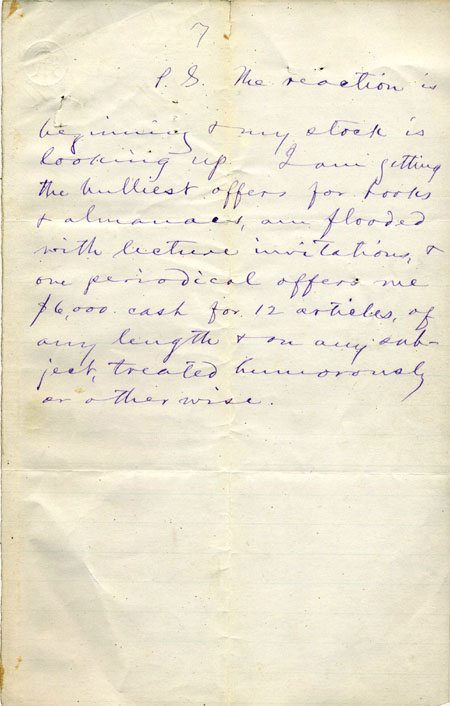 7
P.S. The reaction is
beginning & my stock is
looking up. I am getting
the bulliest offers for books
& almanacs, am flooded
with lecture invitations, &
one periodical offers me
$6,000 cash for 12 articles, of
any length & on any sub-
ject, treated humorously
or otherwise.